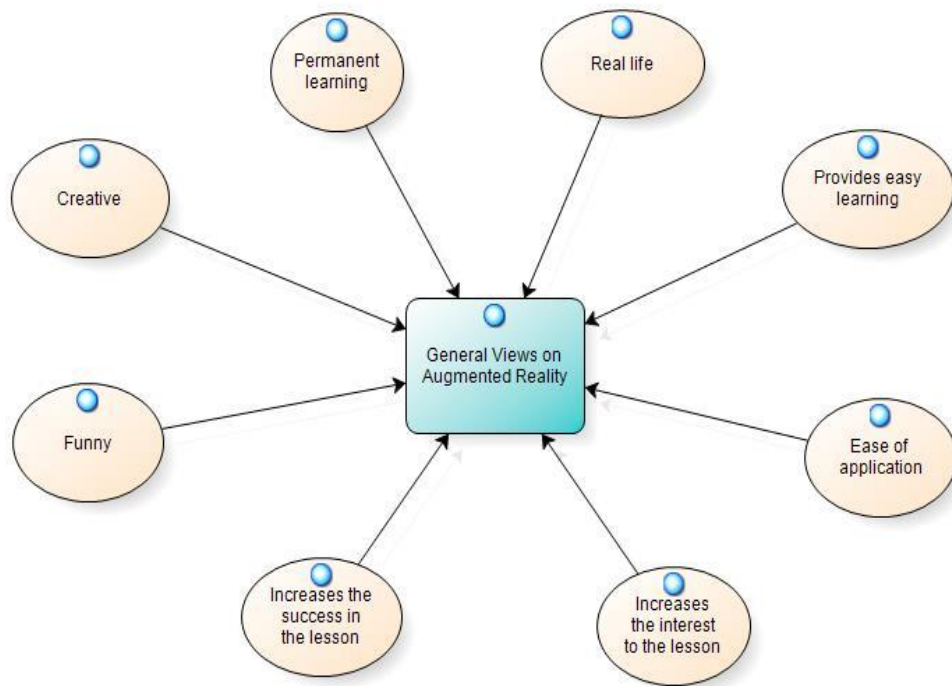 Permanent
learning
Real life
Creative
Provides easy
learning
General Views on
Augmented Reality
Funny
Ease of
application
Increases the
success in
the lesson
Increases
the interest
to the lesson